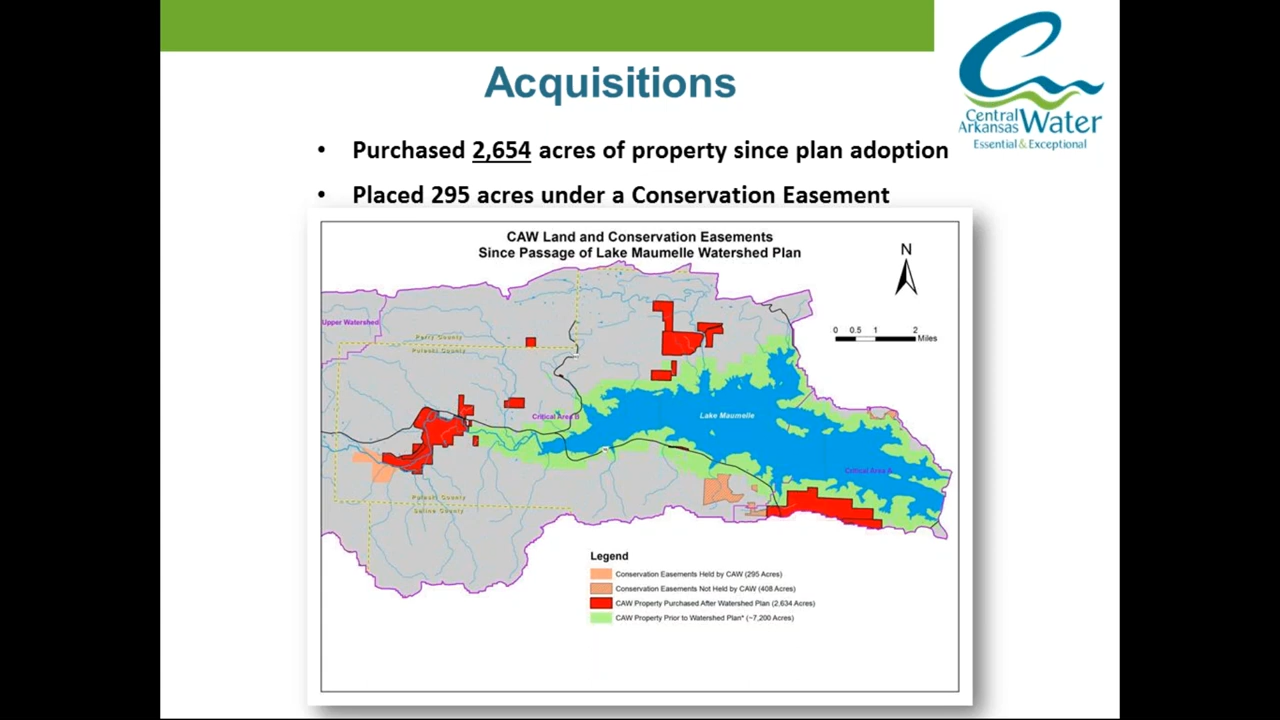 Acquisitions
Central
Arkansas Water
Essential & Exceptional
• Purchased 2,654 acres of property since plan adoption
• Placed 295 acres under a Conservation Easement
CAW Land and Conservation Easements
Since Passage of Lake Maumelle Watershed Plan
N
0 0.5 1 2
Miles
Upper Watershed
Perry County
Pulaski County
Critical Area B
Lake Maumelle
Critical Area A
Pulaski County
Saline County
Legend
Conservation Easements Held by CAW (295 Acres)
Conservation Easements Not Held by CAW (408 Acres)
CAW Property Purchased After Watershed Plan (2,634 Acres)
CAW Property Prior to Watershed Plan* (~7,200 Acres)